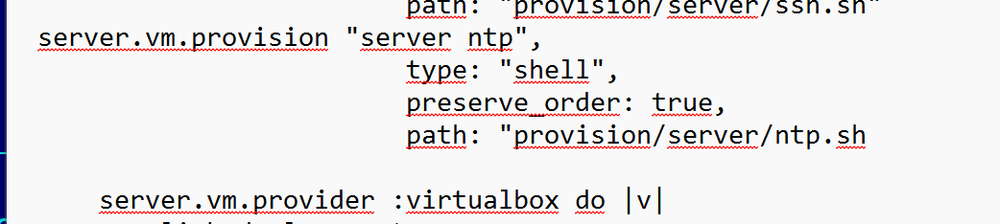 path: "provision/server/ssh.sh"
server.vm.provision "server ntp",
type: "shell",
preserve_order: true,
path: "provision/server/ntp.sh
server.vm.provider :virtualbox do |v|